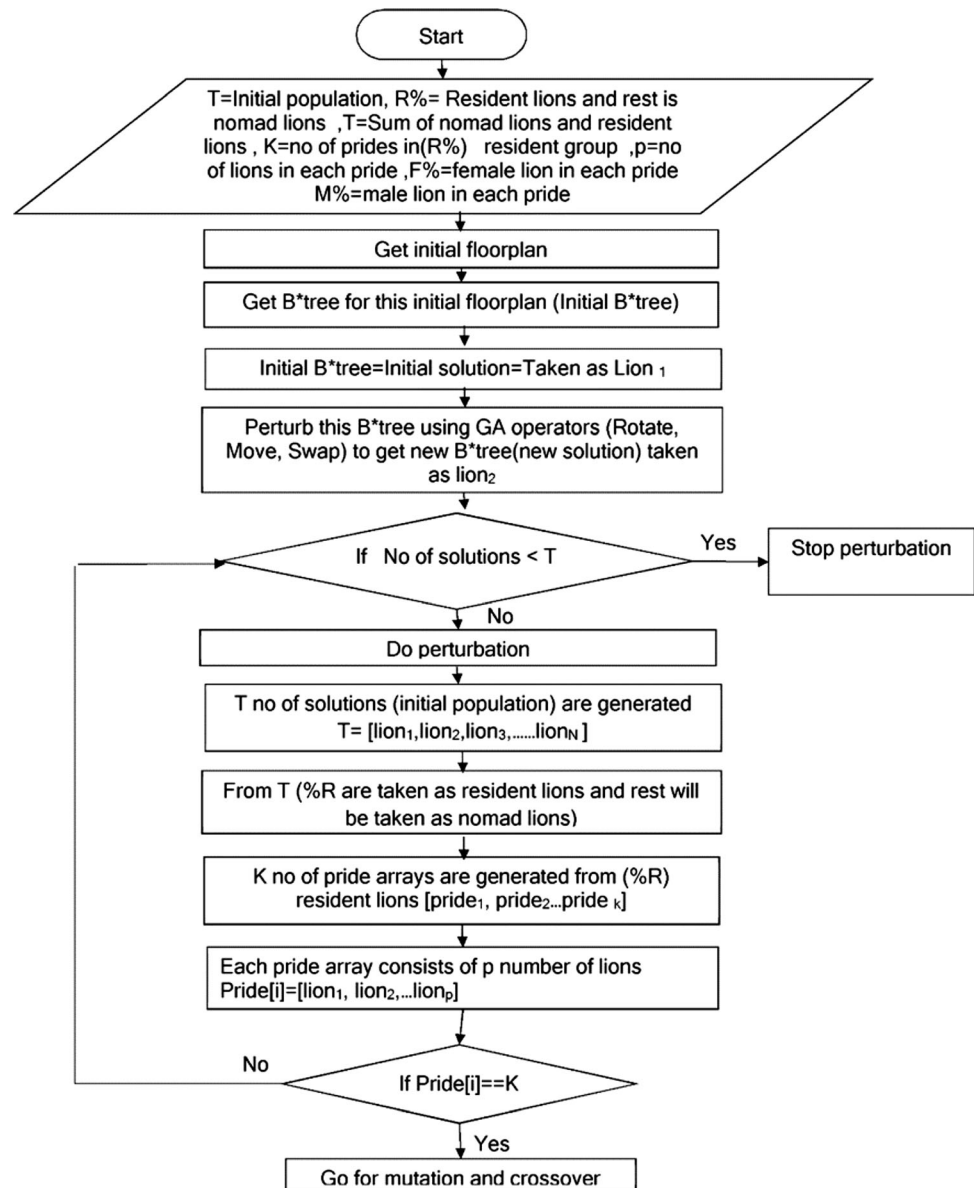 Start
T=Initial population, R%= Resident lions and rest is
nomad lions ,T=Sum of nomad lions and resident
lions , K=no of prides in(R%) resident group ,p=no
of lions in each pride ,F%=female lion in each pride
M%=male lion in each pride
Get initial floorplan
Get B*tree for this initial floorplan (Initial B*tree)
Initial B*tree=Initial solution=Taken as Lion 1
Perturb this B*tree using GA operators (Rotate,
Move, Swap) to get new B*tree(new solution) taken
as lion2
If No of solutions < T
Yes
Stop perturbation
No
Do perturbation
T no of solutions (initial population) are generated
T= [lion1,lion2,lion3,......lionN ]
From T (%R are taken as resident lions and rest will
be taken as nomad lions)
K no of pride arrays are generated from (%R)
resident lions [pride1, pride2...pride k]
Each pride array consists of p number of lions
Pride[i]=[lion1, lion2,...lionp]
No
If Pride[i]==K
Yes
Go for mutation and crossover